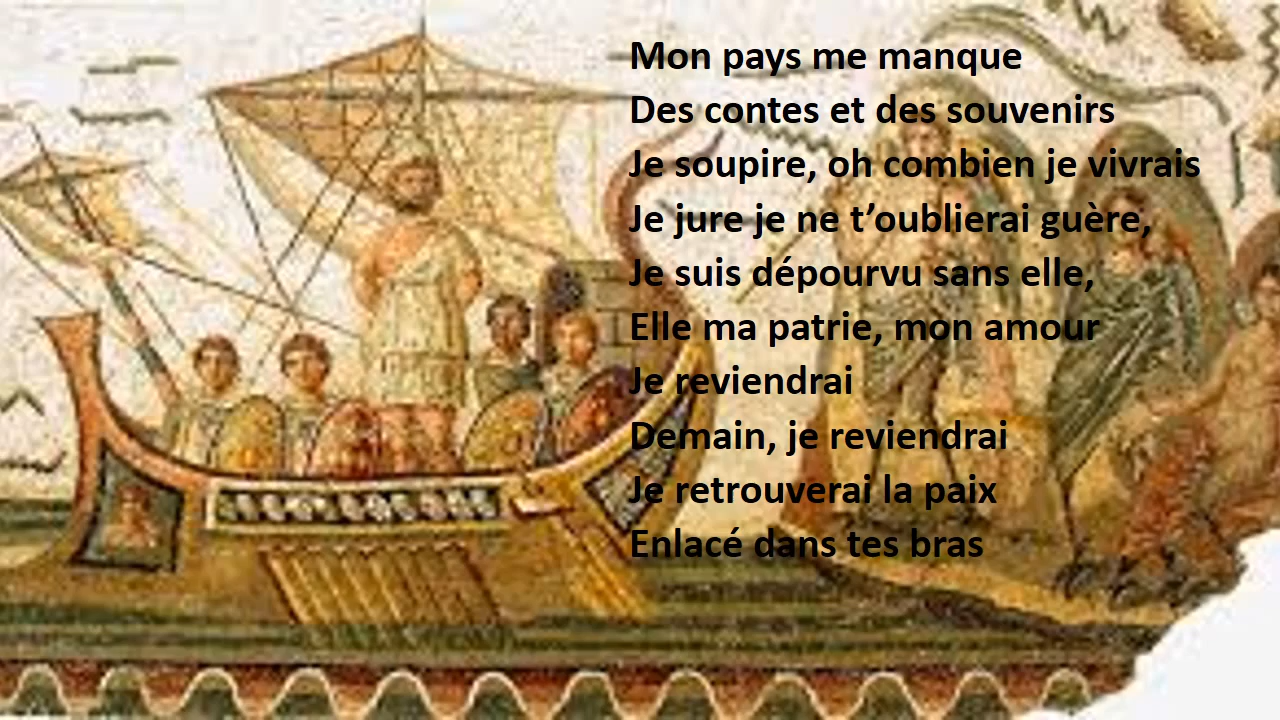 Mon pays me manque
Des contes et des souvenirs
Je soupire, oh combien je vivrais
Je jure je ne t’oublierai guère,
Je suis dépourvu sans elle,
Elle ma patrie, mon amour
Je reviendrai
Demain, je reviendrai
Je retrouverai la paix
Enlacé dans tes bras